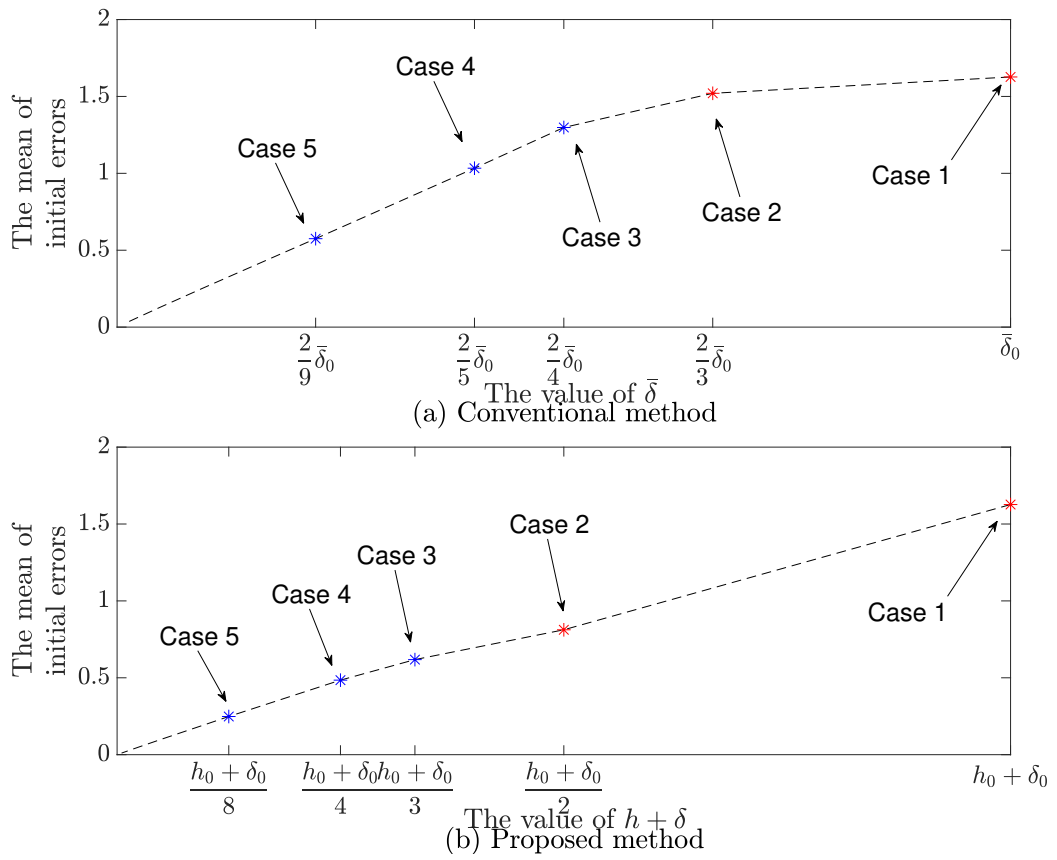 2
Case 4
1.5
Case 5
1
Case 1
Case 2
0.5
Case 3
0
The mean of
initial errors
2/9 δ̄₀
2/5 δ̄₀
2/4 δ̄₀
2/3 δ̄₀
δ̄₀
The value of δ̄
(a) Conventional method
2
Case 2
1.5
Case 3
Case 4
1
Case 1
Case 5
0.5
0
The mean of
initial errors
(h₀ + δ₀)/8
(h₀ + δ₀)/4
(h₀ + δ₀)/3
(h₀ + δ₀)/2
h₀ + δ₀
The value of h + δ
(b) Proposed method